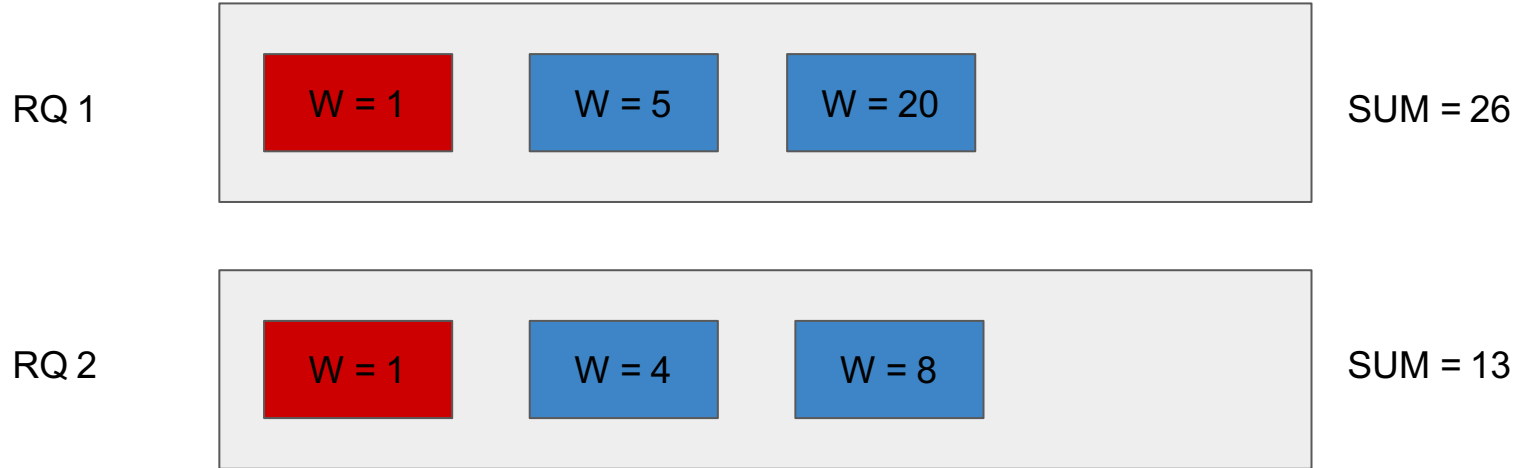 RQ 1
W = 1
W = 5
W = 20
SUM = 26
RQ 2
W = 1
W = 4
W = 8
SUM = 13